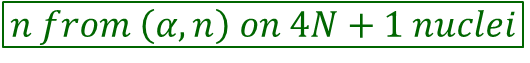 n from (α, n) on 4N + 1 nuclei